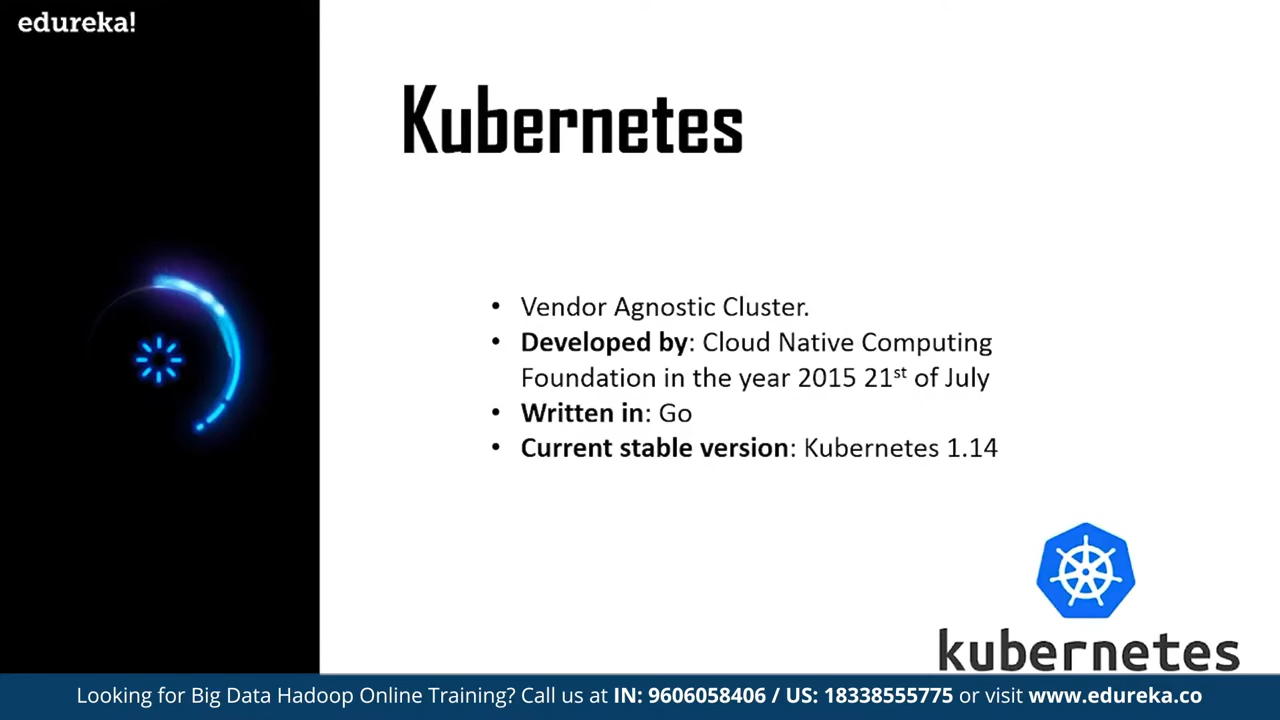 edureka!
Kubernetes
• Vendor Agnostic Cluster.
• Developed by: Cloud Native Computing
Foundation in the year 2015 21st of July
• Written in: Go
• Current stable version: Kubernetes 1.14
kubernetes
Looking for Big Data Hadoop Online Training? Call us at IN: 9606058406 / US: 18338555775 or visit www.edureka.co